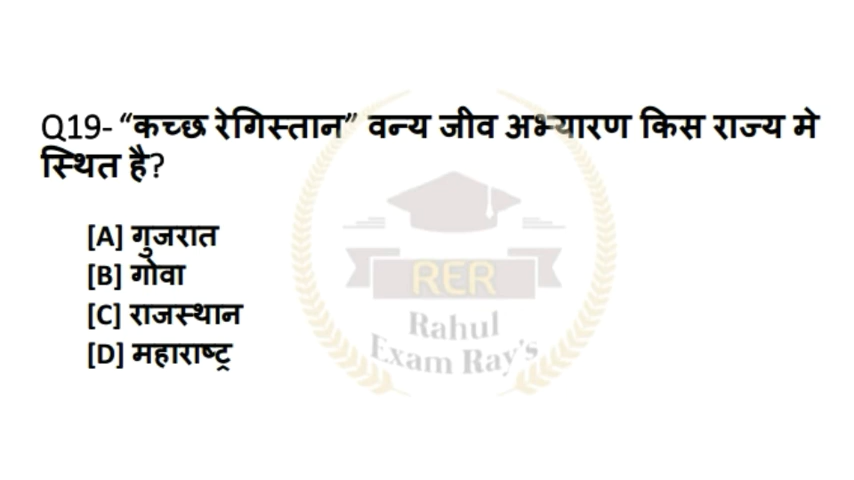 Q19- “कच्छ रेगिस्तान” वन्य जीव अभ्यारण किस राज्य मे
स्थित है?
[A] गुजरात
[B] गोवा
[C] राजस्थान
[D] महाराष्ट्र
RER
Rahul
Exam Ray's